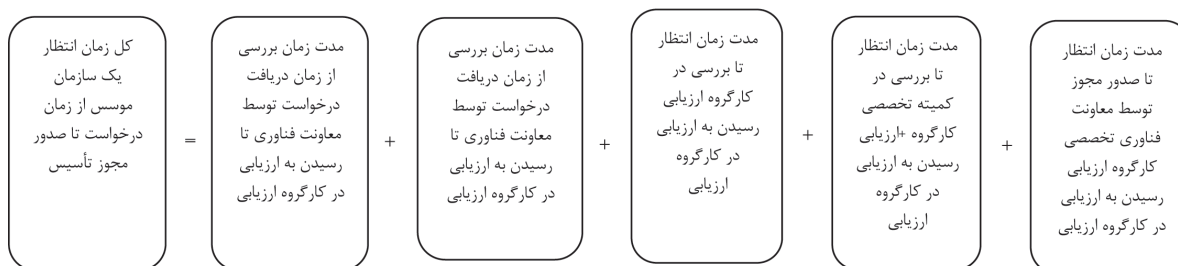 کل زمان انتظار
یک سازمان
موسس از زمان
درخواست تا صدور
مجوز تأسیس
=
مدت زمان بررسی
از زمان دریافت
درخواست توسط
معاونت فناوری تا
رسیدن به ارزیابی
در کارگروه ارزیابی
+
مدت زمان بررسی
از زمان دریافت
درخواست توسط
معاونت فناوری تا
رسیدن به ارزیابی
در کارگروه ارزیابی
+
مدت زمان انتظار
تا بررسی در
کارگروه ارزیابی
رسیدن به ارزیابی
در کارگروه
ارزیابی
+
مدت زمان انتظار
تا بررسی در
کمیته تخصصی
کارگروه +ارزیابی
رسیدن به ارزیابی
در کارگروه
ارزیابی
+
مدت زمان انتظار
تا صدور مجوز
توسط معاونت
فناوری تخصصی
کارگروه ارزیابی
رسیدن به ارزیابی
در کارگروه ارزیابی